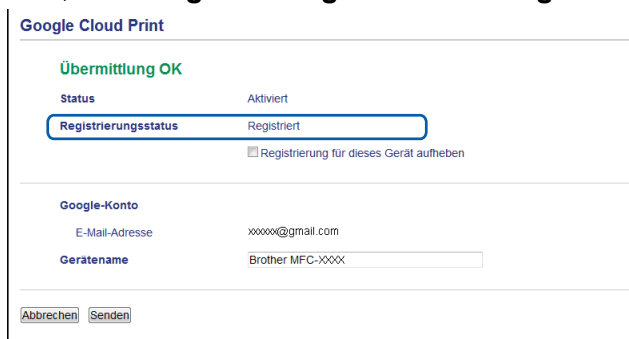 Google Cloud Print
Übermittlung OK
Status Aktiviert
Registrierungsstatus Registriert
Registrierung für dieses Gerät aufheben
Google-Konto
E-Mail-Adresse xxxxxx@gmail.com
Gerätename Brother MFC-XXXX
Abbrechen Senden